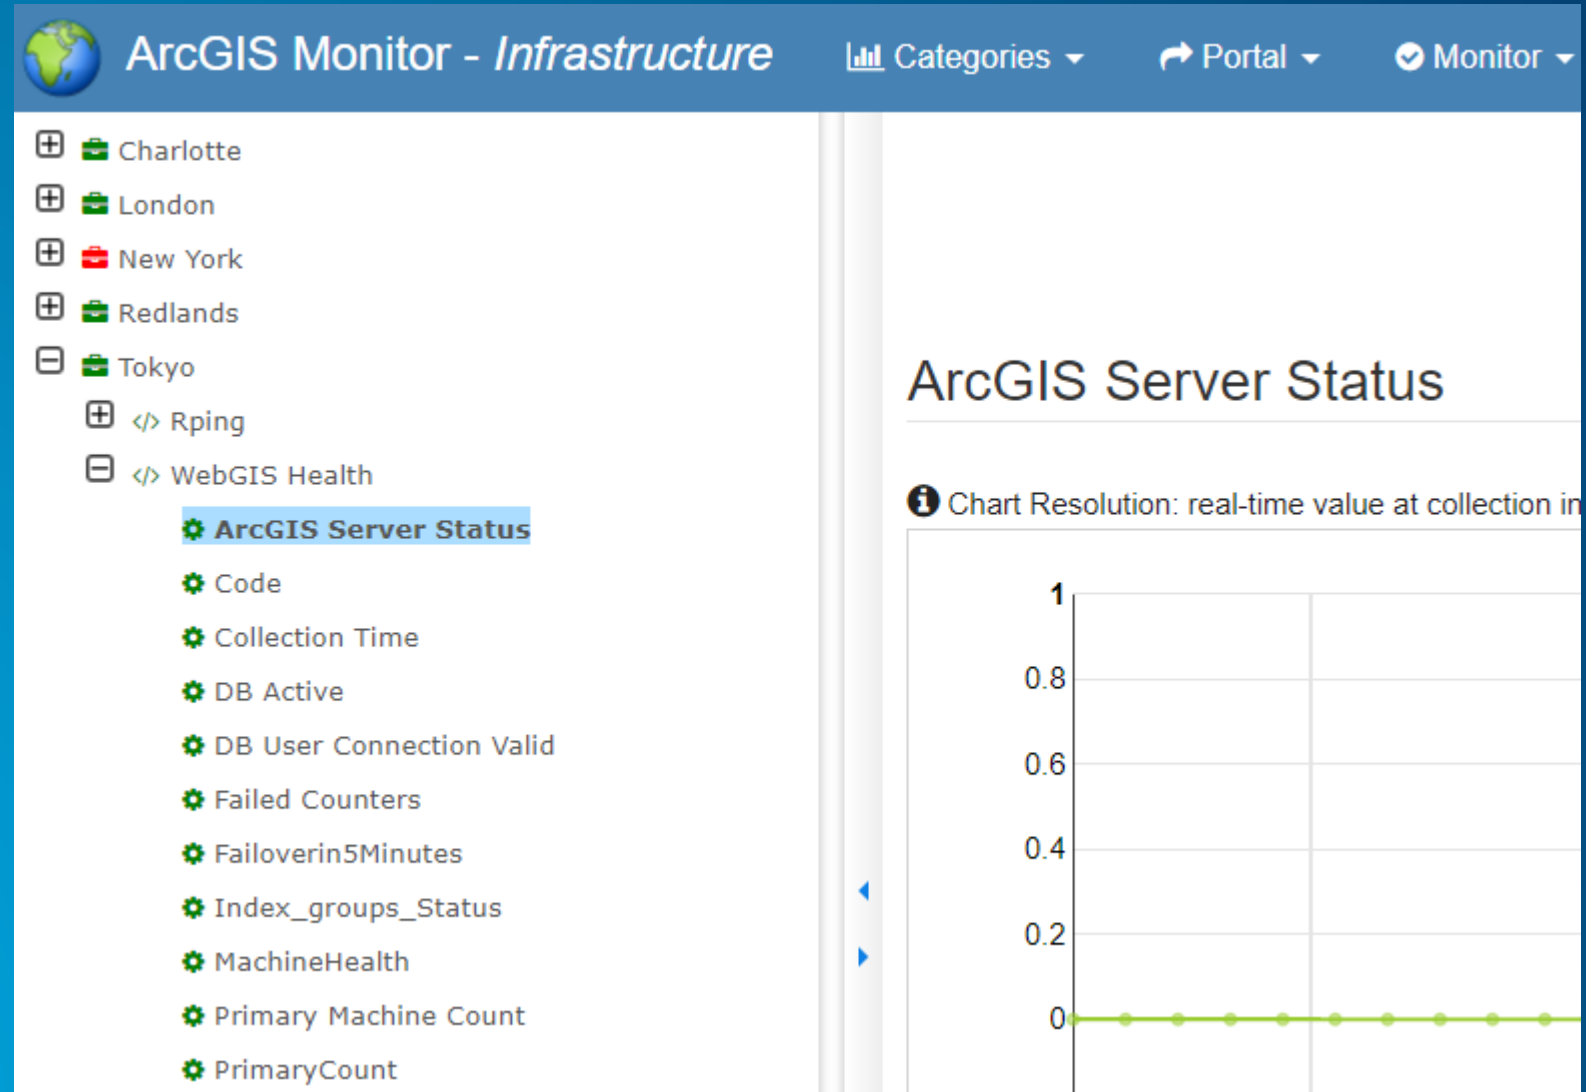 ArcGIS Monitor - Infrastructure
Categories
Portal
Monitor
Charlotte
London
New York
Redlands
Tokyo
</> Rping
</> WebGIS Health
ArcGIS Server Status
Code
Collection Time
DB Active
DB User Connection Valid
Failed Counters
Failoverin5Minutes
Index_groups_Status
MachineHealth
Primary Machine Count
PrimaryCount
ArcGIS Server Status
Chart Resolution: real-time value at collection in
1
0.8
0.6
0.4
0.2
0